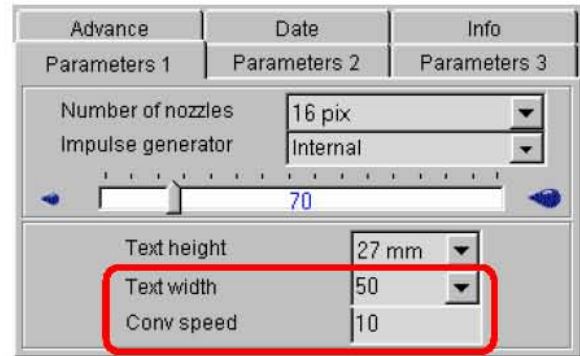 Advance Date Info
Parameters 1 Parameters 2 Parameters 3
Number of nozzles 16 pix
Impulse generator Internal
70
Text height 27 mm
Text width 50
Conv speed 10